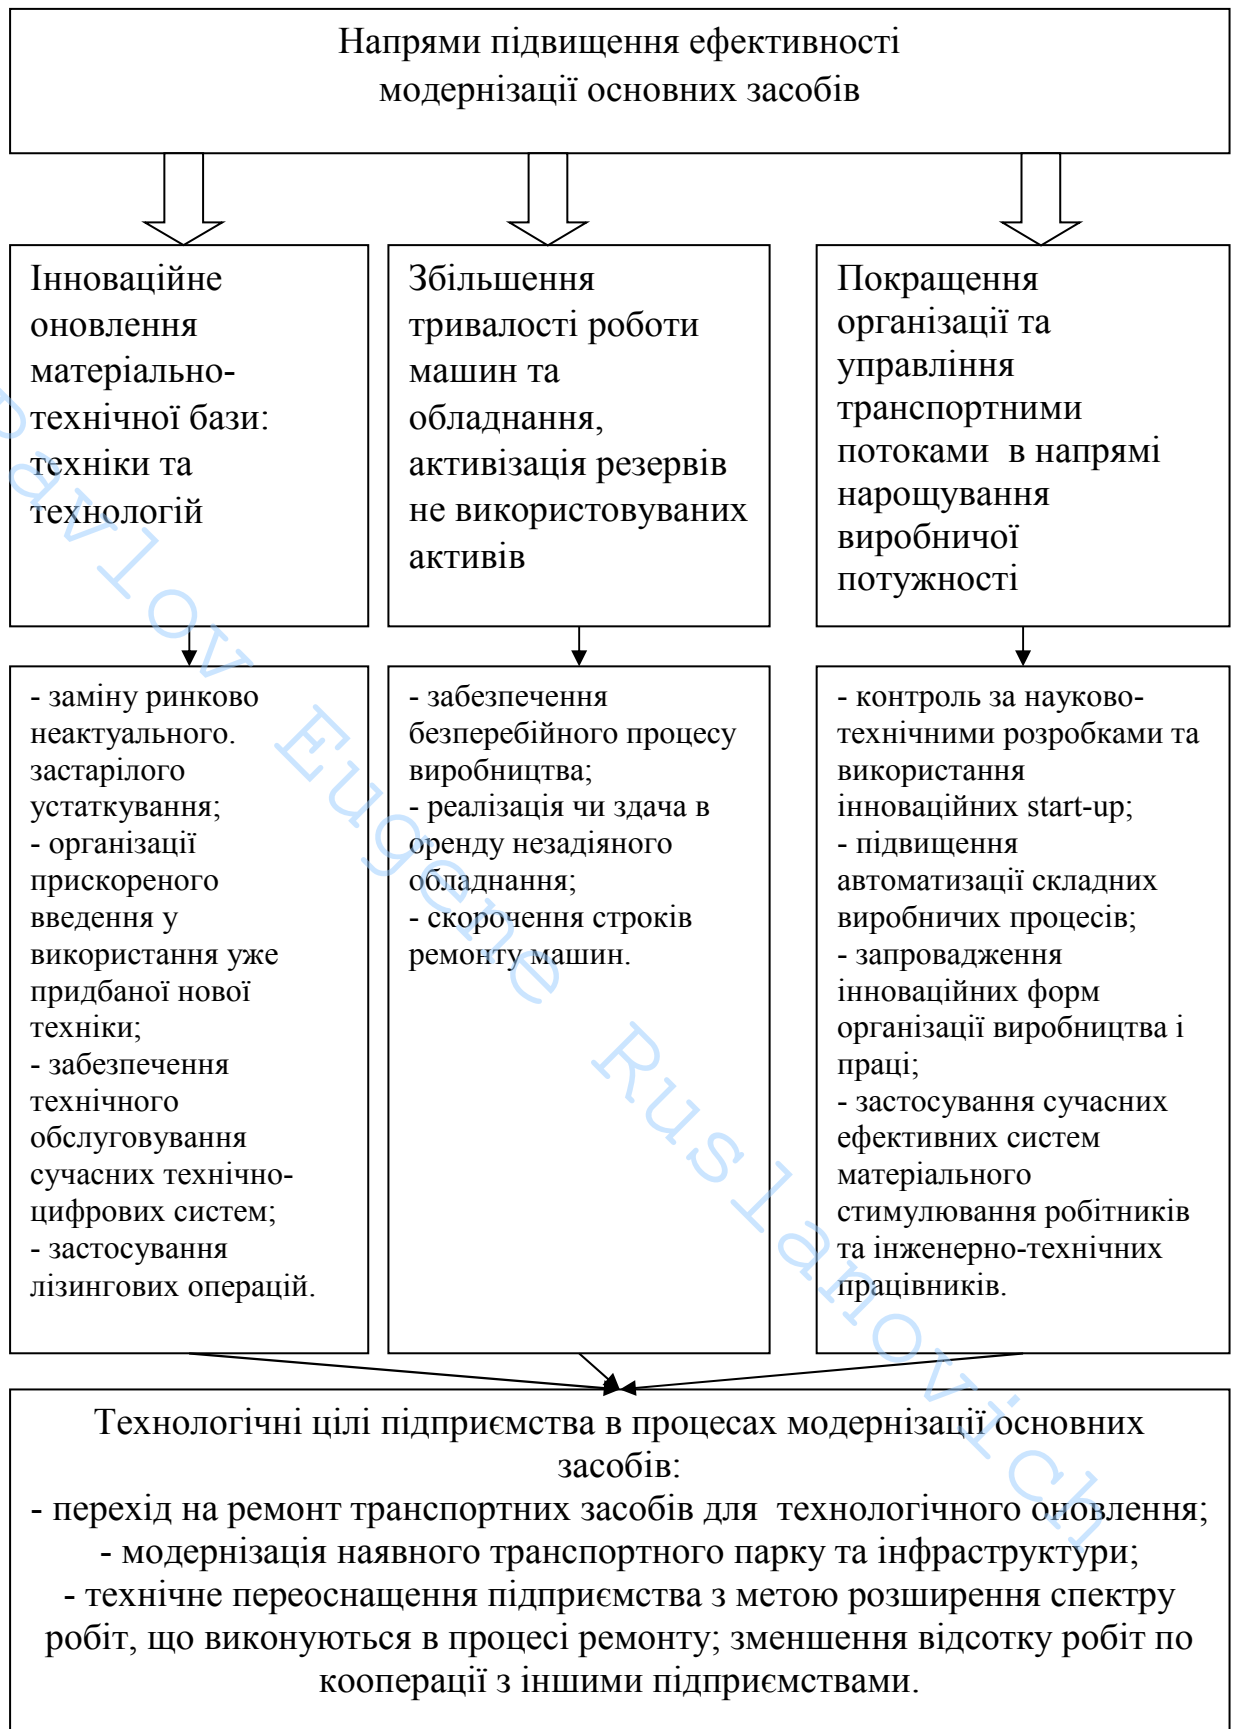 Напрями підвищення ефективності
модернізації основних засобів
Інноваційне
оновлення
матеріально-
технічної бази:
техніки та
технологій
Збільшення
тривалості роботи
машин та
обладнання,
активізація резервів
не використовуваних
активів
Покращення
організації та
управління
транспортними
потоками  в напрямі
нарощування
виробничої
потужності
- заміну ринково
неактуального.
застарілого
устаткування;
- організації
прискореного
введення у
використання уже
придбаної нової
техніки;
- забезпечення
технічного
обслуговування
сучасних технічно-
цифрових систем;
- застосування
лізингових операцій.
- забезпечення
безперебійного процесу
виробництва;
- реалізація чи здача в
оренду незадіяного
обладнання;
- скорочення строків
ремонту машин.
- контроль за науково-
технічними розробками та
використання
інноваційних start-up;
- підвищення
автоматизації складних
виробничих процесів;
- запровадження
інноваційних форм
організації виробництва і
праці;
- застосування сучасних
ефективних систем
матеріального
стимулювання робітників
та інженерно-технічних
працівників.
Технологічні цілі підприємства в процесах модернізації основних
засобів:
- перехід на ремонт транспортних засобів для  технологічного оновлення;
- модернізація наявного транспортного парку та інфраструктури;
- технічне переоснащення підприємства з метою розширення спектру
робіт, що виконуються в процесі ремонту; зменшення відсотку робіт по
кооперації з іншими підприємствами.
Pavlov Eugene Ruslanovich